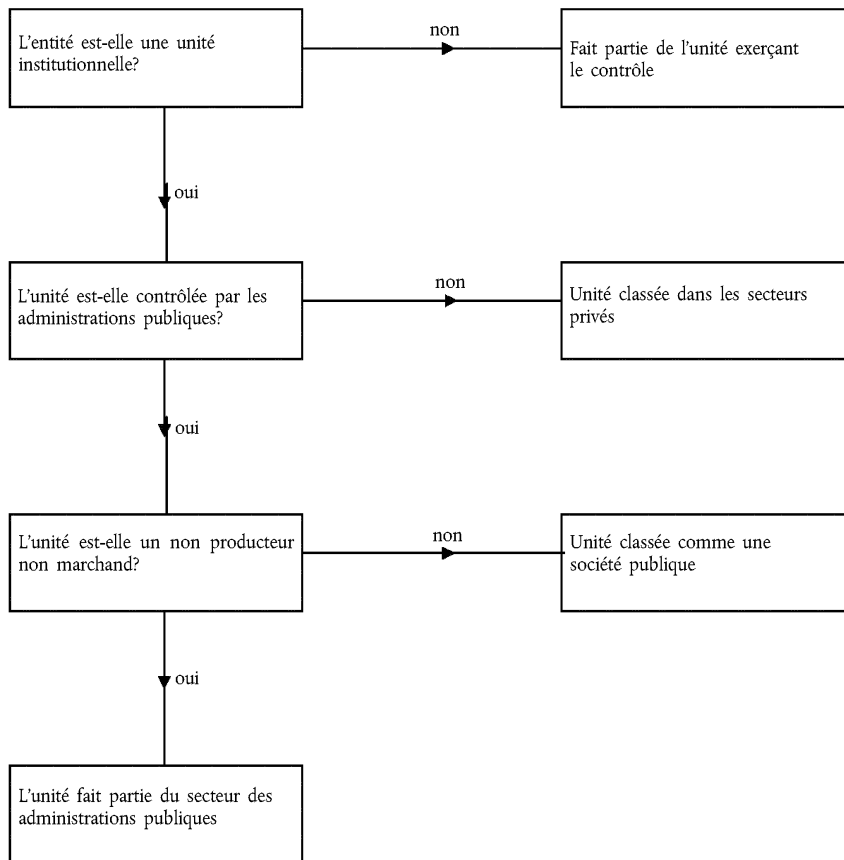 L'entité est-elle une unité
institutionnelle?
non
Fait partie de l'unité exerçant
le contrôle
oui
L'unité est-elle contrôlée par les
administrations publiques?
non
Unité classée dans les secteurs
privés
oui
L'unité est-elle un non producteur
non marchand?
non
Unité classée comme une
société publique
oui
L'unité fait partie du secteur des
administrations publiques